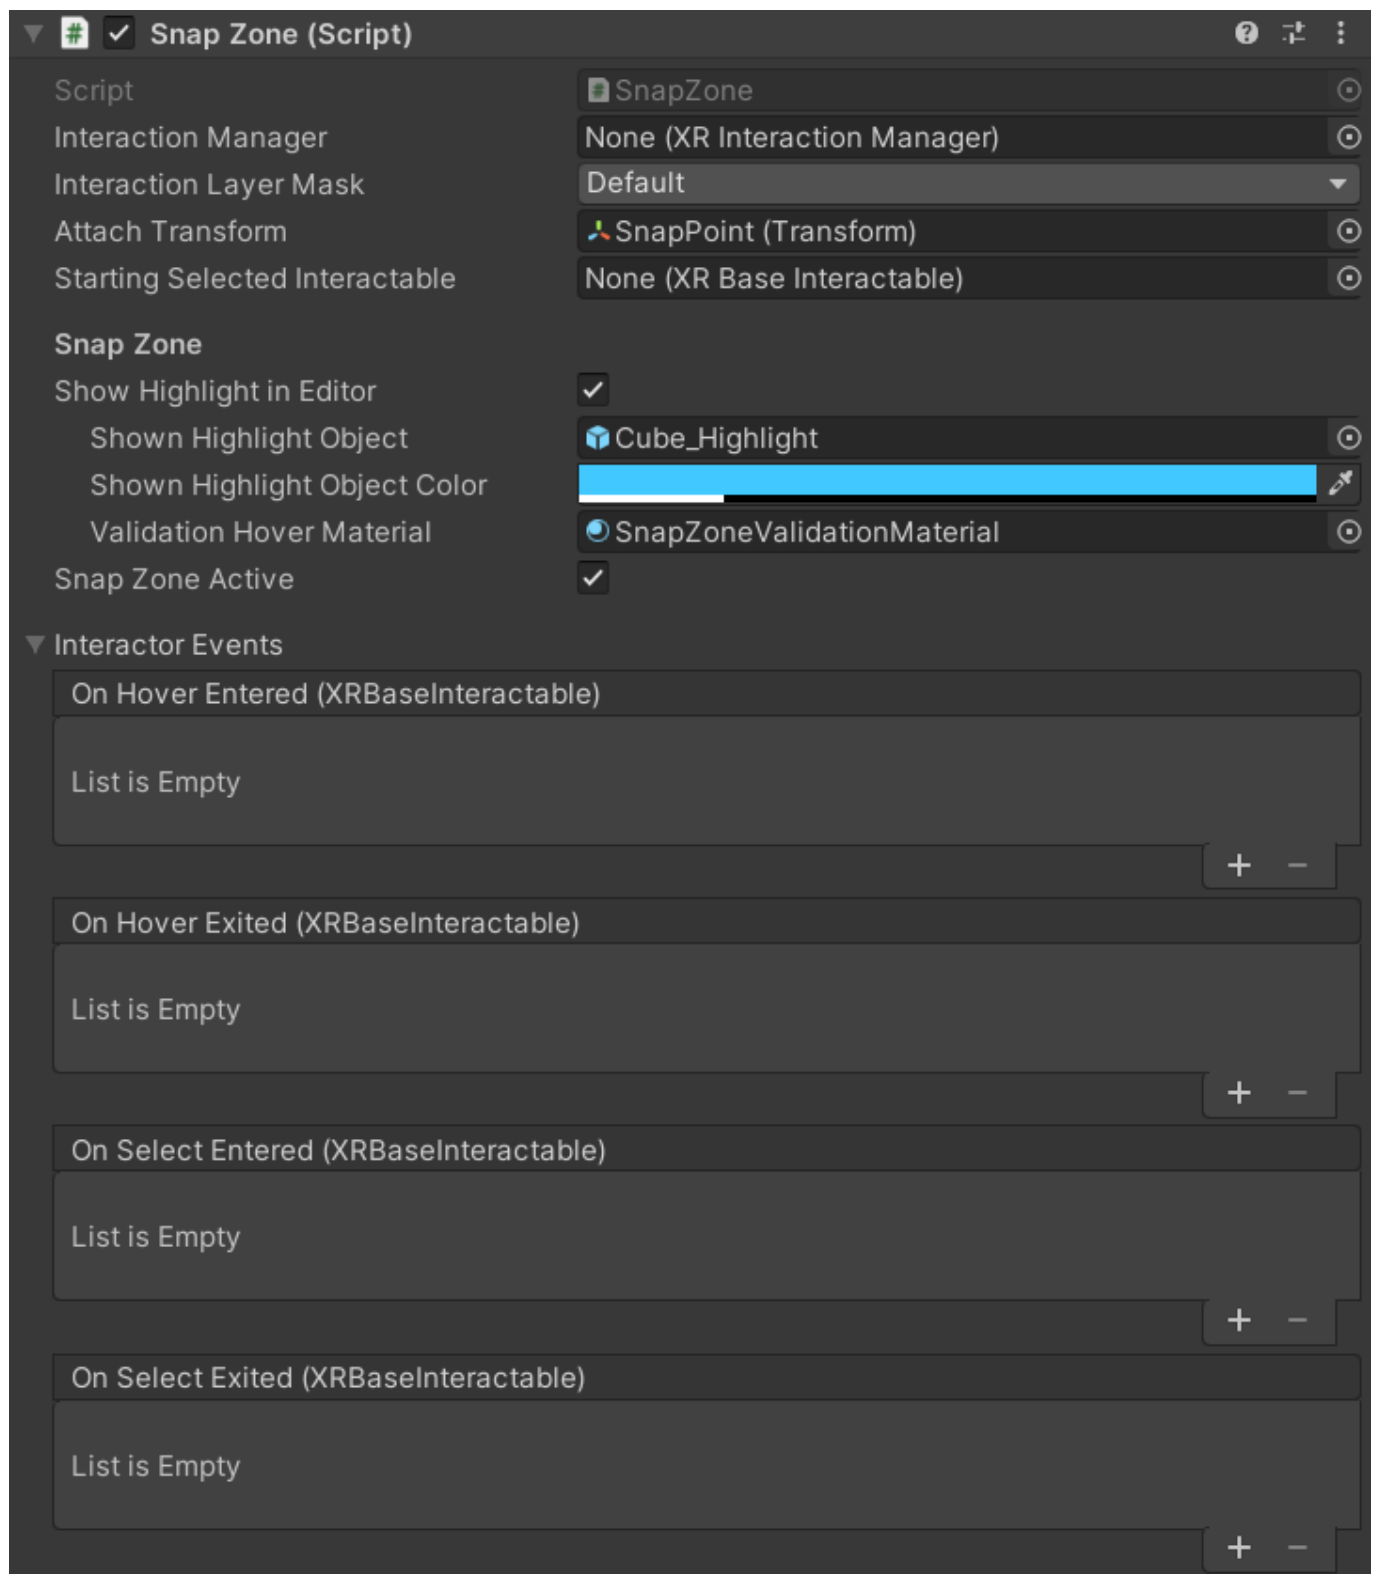 Snap Zone (Script)
Script SnapZone
Interaction Manager None (XR Interaction Manager)
Interaction Layer Mask Default
Attach Transform SnapPoint (Transform)
Starting Selected Interactable None (XR Base Interactable)
Snap Zone
Show Highlight in Editor
Shown Highlight Object Cube_Highlight
Shown Highlight Object Color
Validation Hover Material SnapZoneValidationMaterial
Snap Zone Active
Interactor Events
On Hover Entered (XRBaseInteractable)
List is Empty
+ −
On Hover Exited (XRBaseInteractable)
List is Empty
+ −
On Select Entered (XRBaseInteractable)
List is Empty
+ −
On Select Exited (XRBaseInteractable)
List is Empty
+ −